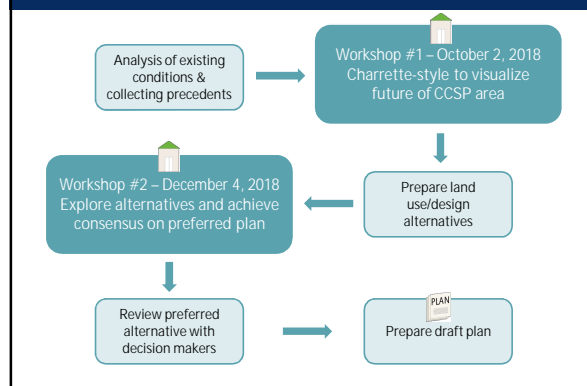 Analysis of existing
conditions &
collecting precedents
Workshop #1 – October 2, 2018
Charrette-style to visualize
future of CCSP area
Prepare land
use/design
alternatives
Workshop #2 – December 4, 2018
Explore alternatives and achieve
consensus on preferred plan
Review preferred
alternative with
decision makers
PLAN
Prepare draft plan